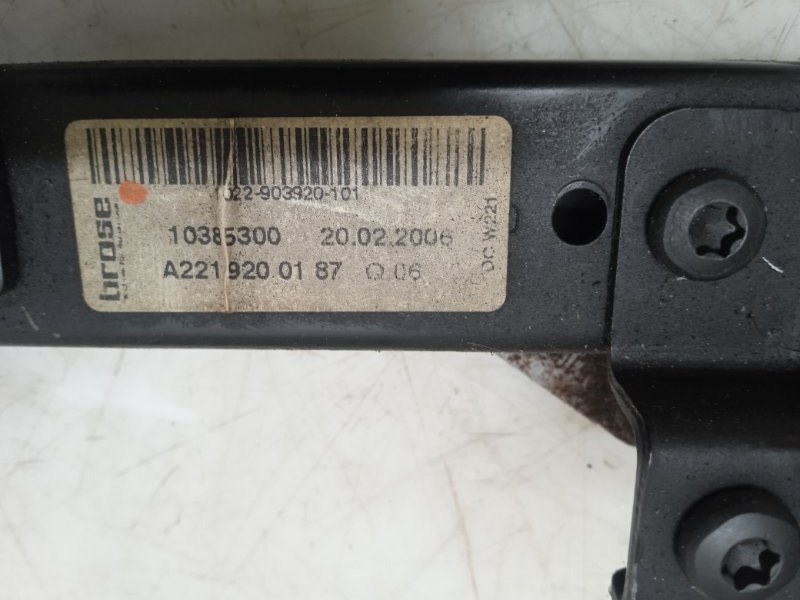 brose
1022-903920-101
10385300 20.02.2006
A221 920 01 87 Q 06
DC W221